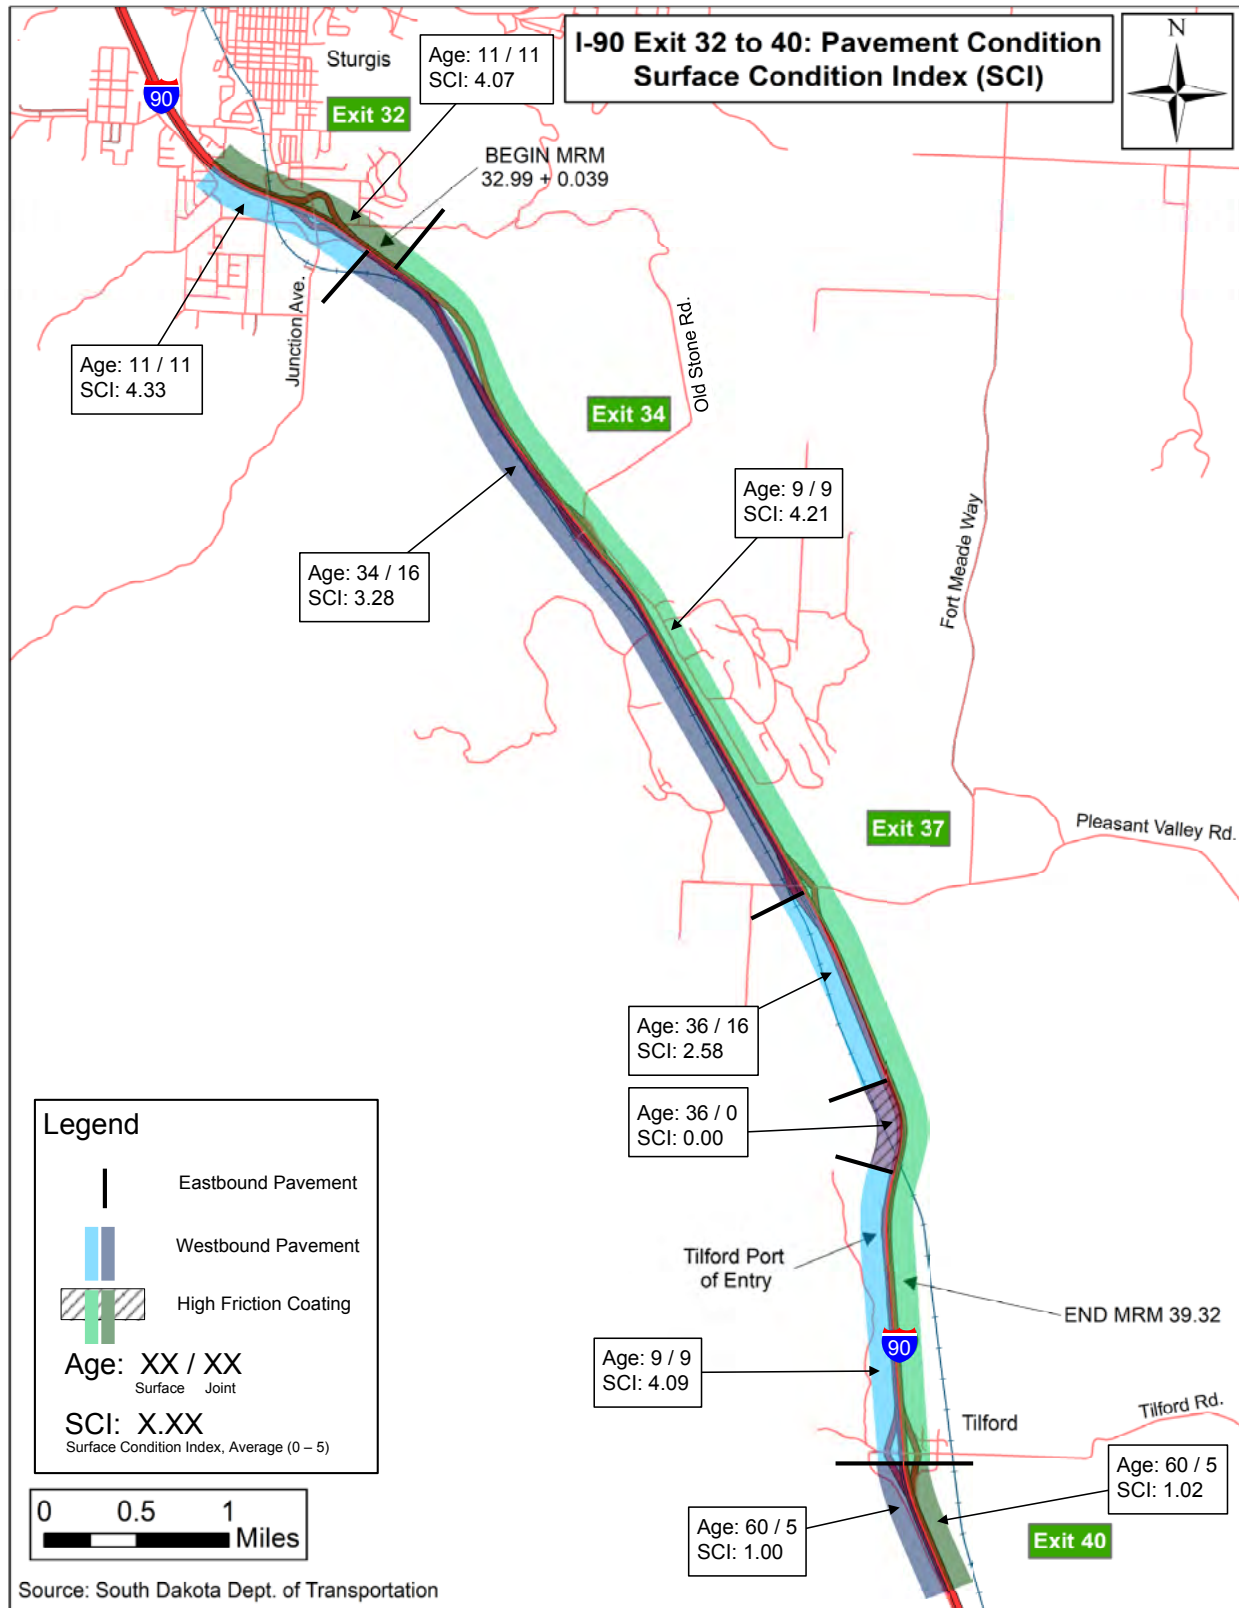 I-90 Exit 32 to 40: Pavement Condition
Surface Condition Index (SCI)
N
Sturgis
Age: 11 / 11
SCI: 4.07
90
Exit 32
BEGIN MRM
32.99 + 0.039
Junction Ave.
Age: 11 / 11
SCI: 4.33
Old Stone Rd.
Exit 34
Age: 9 / 9
SCI: 4.21
Age: 34 / 16
SCI: 3.28
Fort Meade Way
Exit 37
Pleasant Valley Rd.
Age: 36 / 16
SCI: 2.58
Age: 36 / 0
SCI: 0.00
Tilford Port
of Entry
END MRM 39.32
90
Age: 9 / 9
SCI: 4.09
Tilford
Tilford Rd.
Age: 60 / 5
SCI: 1.02
Age: 60 / 5
SCI: 1.00
Exit 40
Legend
Eastbound Pavement
Westbound Pavement
High Friction Coating
Age: XX / XX
Surface Joint
SCI: X.XX
Surface Condition Index, Average (0 – 5)
0 0.5 1
Miles
Source: South Dakota Dept. of Transportation